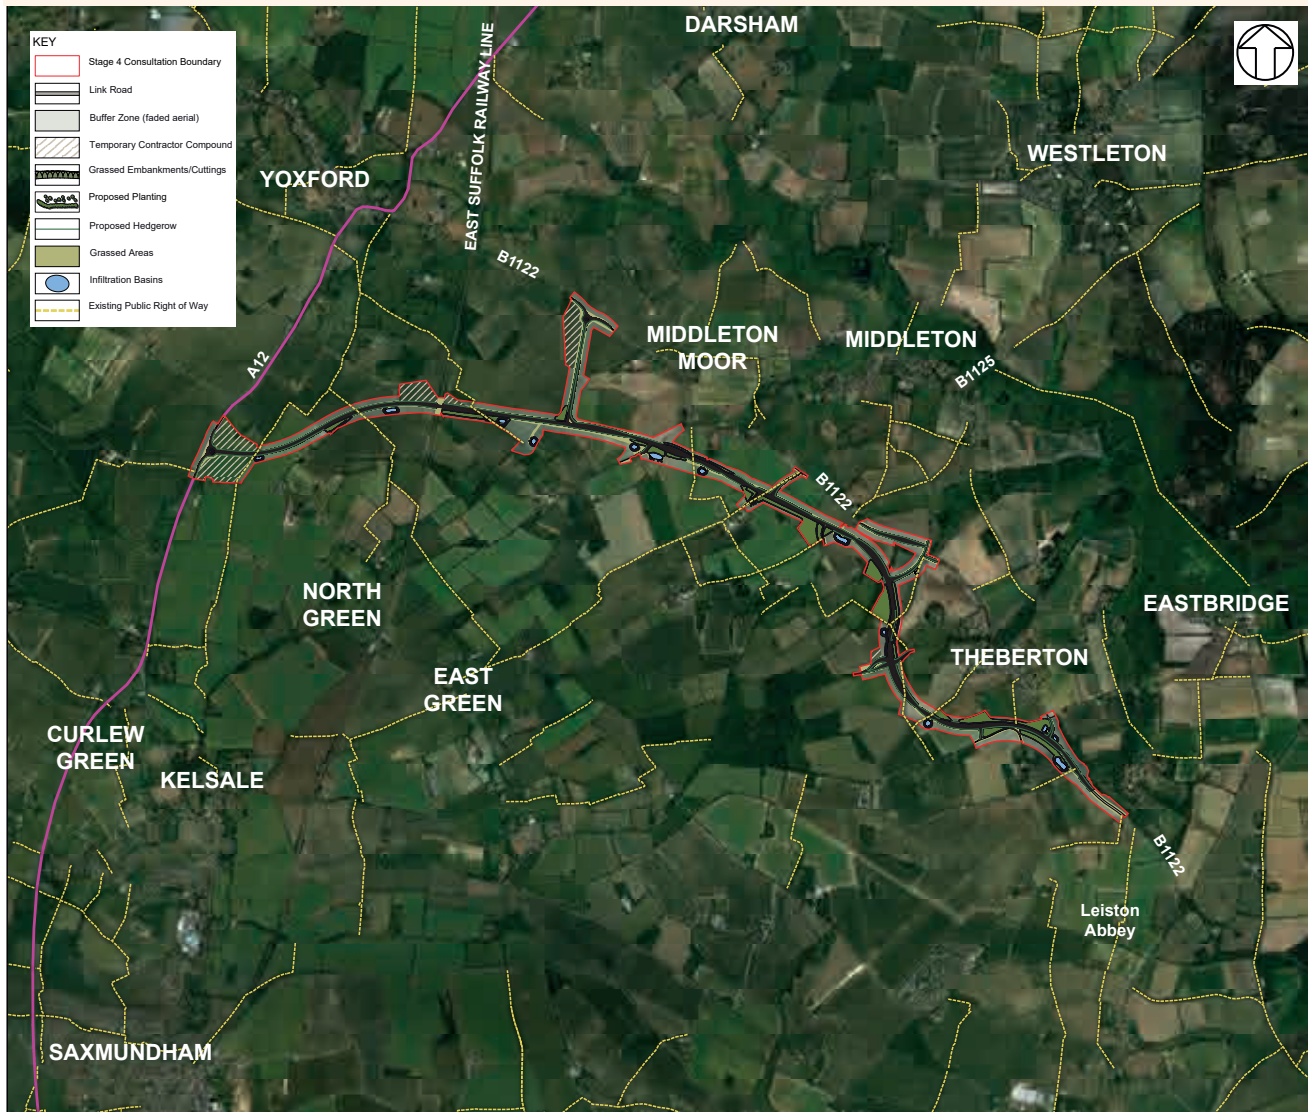 DARSHAM
KEY
Stage 4 Consultation Boundary
Link Road
Buffer Zone (faded aerial)
Temporary Contractor Compound
Grassed Embankments/Cuttings
Proposed Planting
Proposed Hedgerow
Grassed Areas
Infiltration Basins
Existing Public Right of Way
EAST SUFFOLK RAILWAY LINE
WESTLETON
YOXFORD
B1122
MIDDLETON
MOOR
MIDDLETON
A12
B1125
B1122
NORTH
GREEN
EASTBRIDGE
THEBERTON
EAST
GREEN
CURLEW
GREEN
KELSALE
B1122
Leiston
Abbey
SAXMUNDHAM